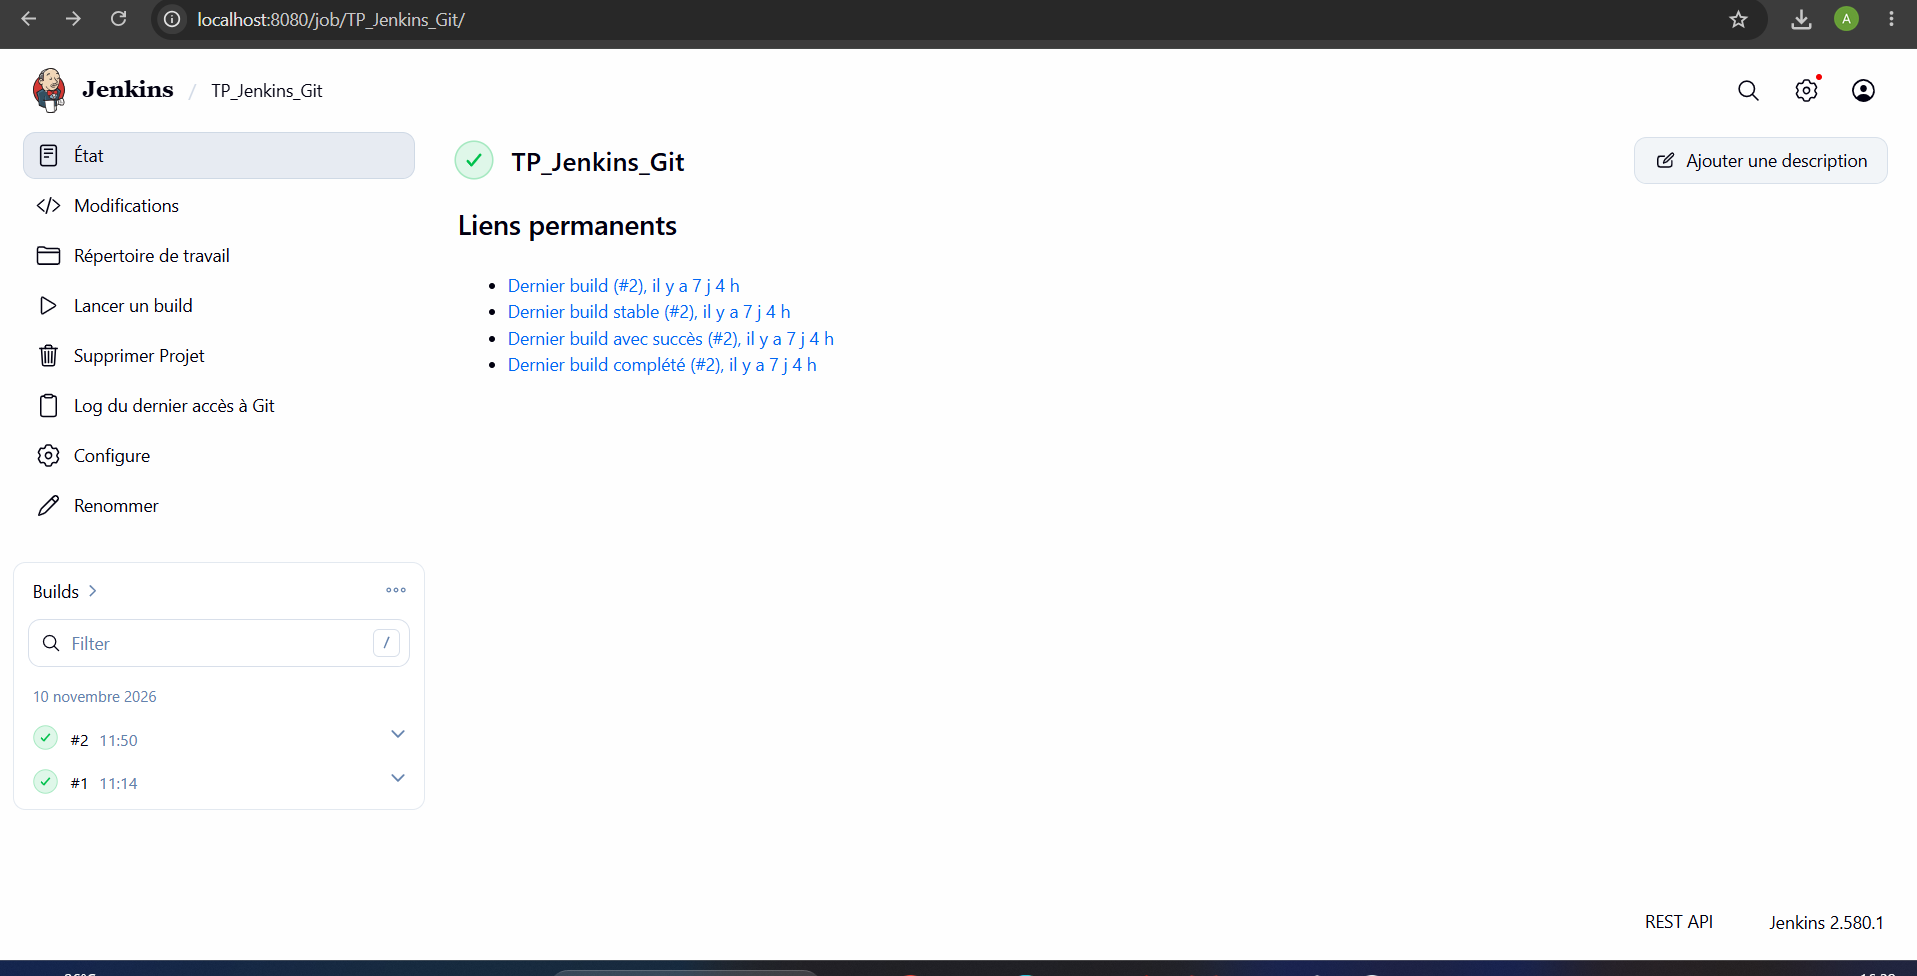 localhost:8080/job/TP_Jenkins_Git/
A
Jenkins / TP_Jenkins_Git
État
Modifications
Répertoire de travail
Lancer un build
Supprimer Projet
Log du dernier accès à Git
Configure
Renommer
Builds
Filter /
10 novembre 2026
#2 11:50
#1 11:14
TP_Jenkins_Git
Ajouter une description
Liens permanents
Dernier build (#2), il y a 7 j 4 h
Dernier build stable (#2), il y a 7 j 4 h
Dernier build avec succès (#2), il y a 7 j 4 h
Dernier build complété (#2), il y a 7 j 4 h
REST API Jenkins 2.580.1